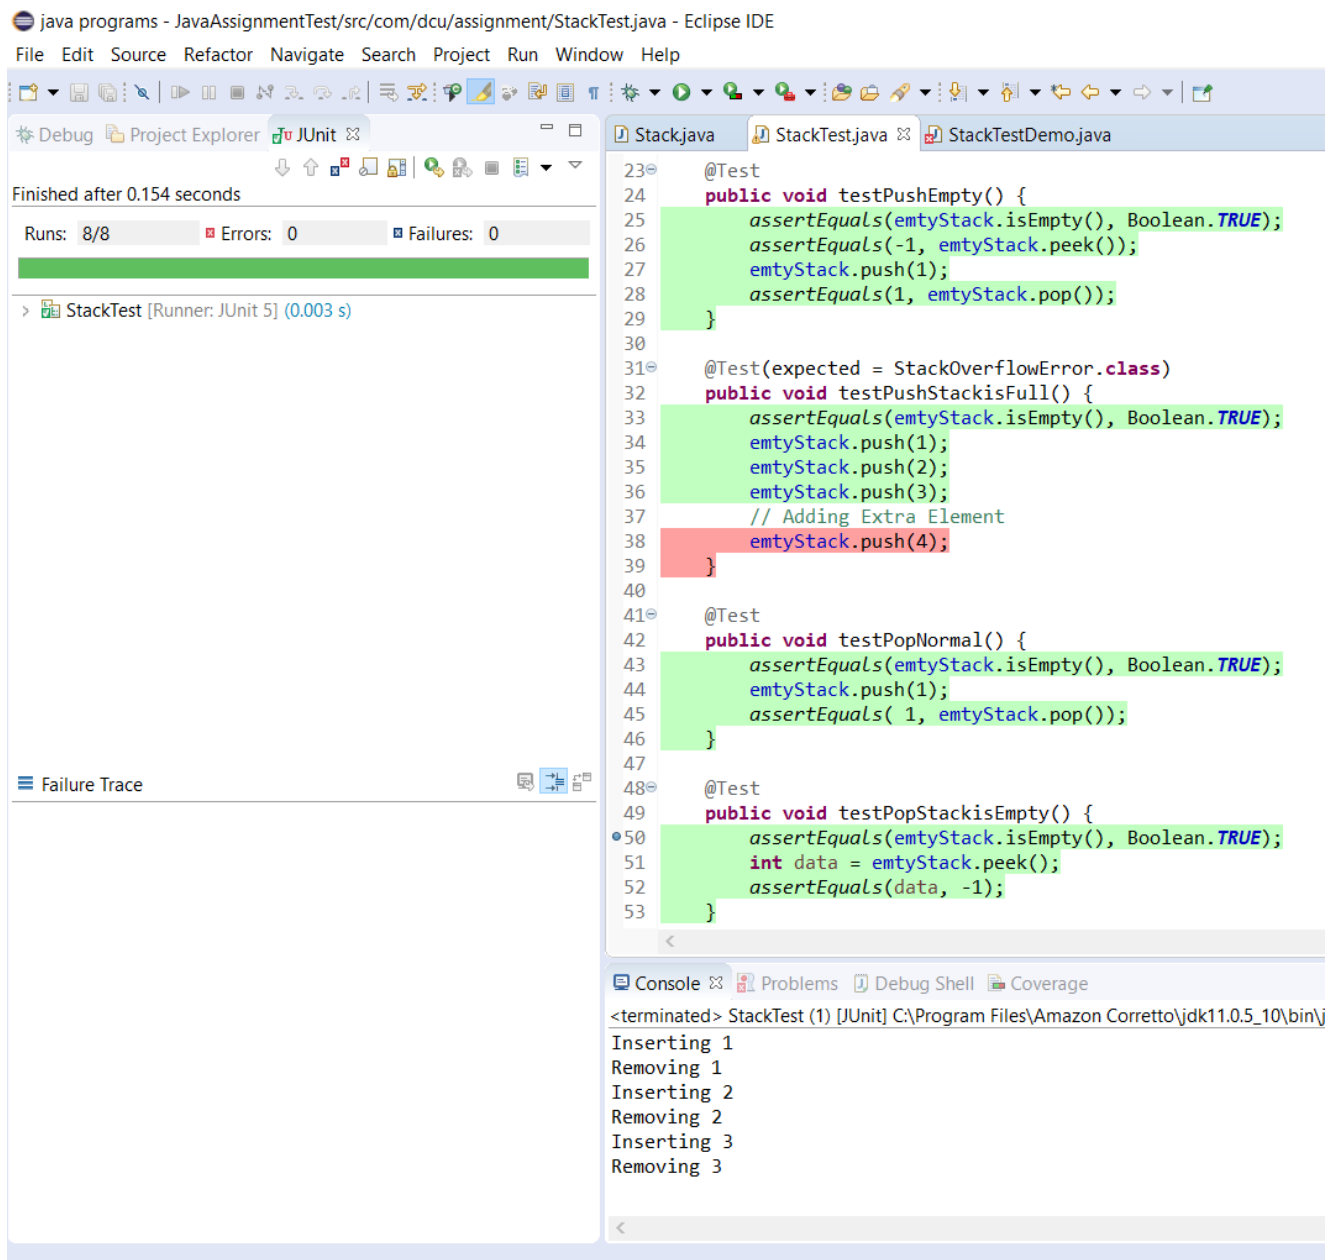 java programs - JavaAssignmentTest/src/com/dcu/assignment/StackTest.java - Eclipse IDE
File Edit Source Refactor Navigate Search Project Run Window Help
Debug Project Explorer JUnit
Finished after 0.154 seconds
Runs: 8/8 Errors: 0 Failures: 0
StackTest [Runner: JUnit 5] (0.003 s)
Failure Trace
Stack.java StackTest.java StackTestDemo.java
23 @Test
24 public void testPushEmpty() {
25 assertEquals(emtyStack.isEmpty(), Boolean.TRUE);
26 assertEquals(-1, emtyStack.peek());
27 emtyStack.push(1);
28 assertEquals(1, emtyStack.pop());
29 }
30
31 @Test(expected = StackOverflowError.class)
32 public void testPushStackisFull() {
33 assertEquals(emtyStack.isEmpty(), Boolean.TRUE);
34 emtyStack.push(1);
35 emtyStack.push(2);
36 emtyStack.push(3);
37 // Adding Extra Element
38 emtyStack.push(4);
39 }
40
41 @Test
42 public void testPopNormal() {
43 assertEquals(emtyStack.isEmpty(), Boolean.TRUE);
44 emtyStack.push(1);
45 assertEquals( 1, emtyStack.pop());
46 }
47
48 @Test
49 public void testPopStackisEmpty() {
50 assertEquals(emtyStack.isEmpty(), Boolean.TRUE);
51 int data = emtyStack.peek();
52 assertEquals(data, -1);
53 }
Console Problems Debug Shell Coverage
<terminated> StackTest (1) [JUnit] C:\Program Files\Amazon Corretto\jdk11.0.5_10\bin\j
Inserting 1
Removing 1
Inserting 2
Removing 2
Inserting 3
Removing 3